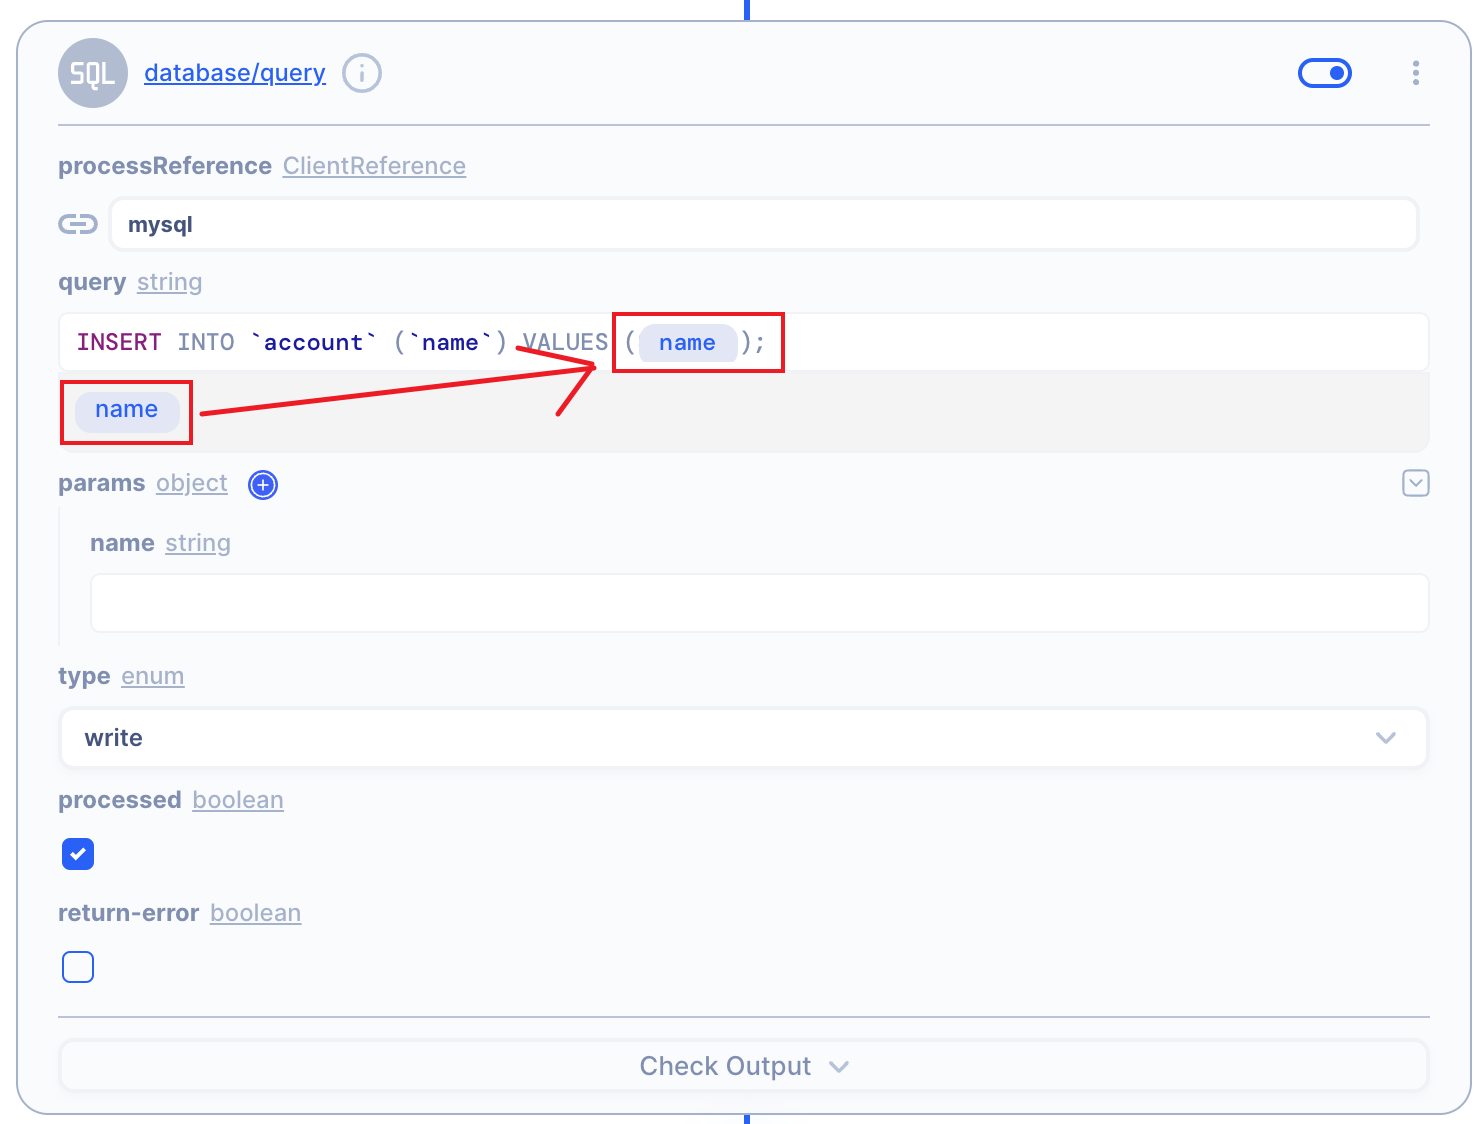 SQL database/query
processReference ClientReference
mysql
query string
INSERT INTO `account` (`name`) VALUES (name);
name
params object
name string
type enum
write
processed boolean
return-error boolean
Check Output